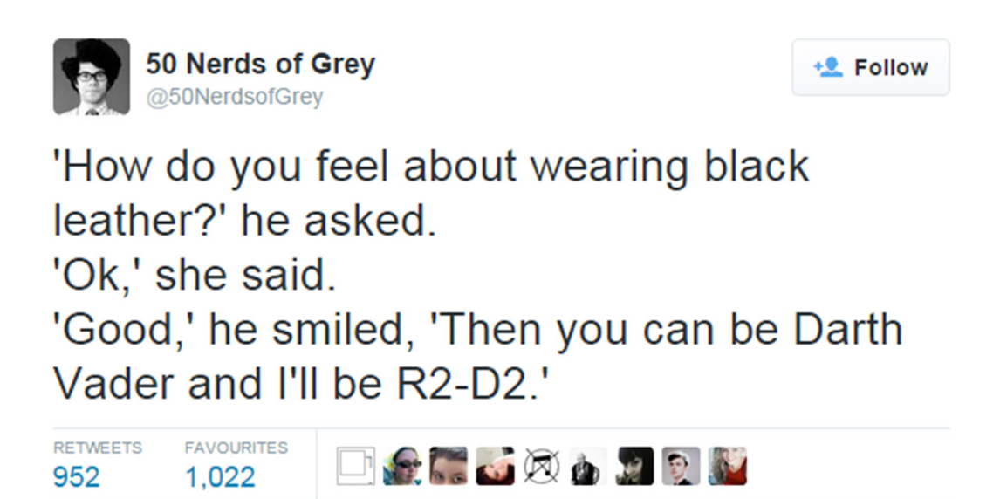 50 Nerds of Grey
@50NerdsofGrey
Follow
'How do you feel about wearing black
leather?' he asked.
'Ok,' she said.
'Good,' he smiled, 'Then you can be Darth
Vader and I'll be R2-D2.'
RETWEETS FAVOURITES
952 1,022